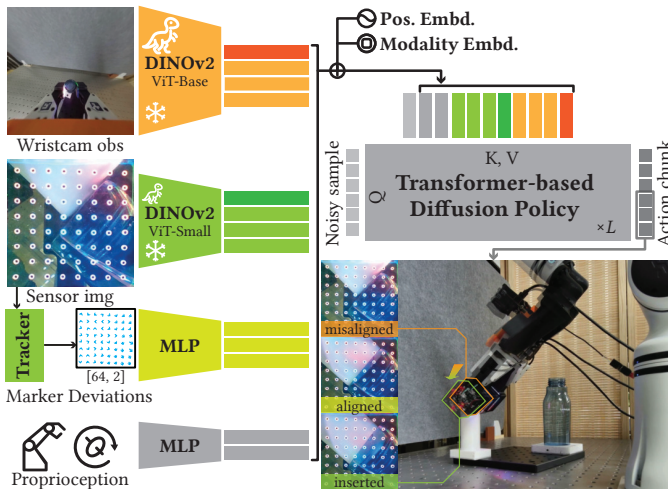 DINOv2
ViT-Base
Wristcam obs
Pos. Embd.
Modality Embd.
DINOv2
ViT-Small
Sensor img
Noisy sample
Q
K, V
Transformer-based
Diffusion Policy
×L
Action chunk
Tracker
[64, 2]
Marker Deviations
MLP
MLP
Proprioception
misaligned
aligned
inserted